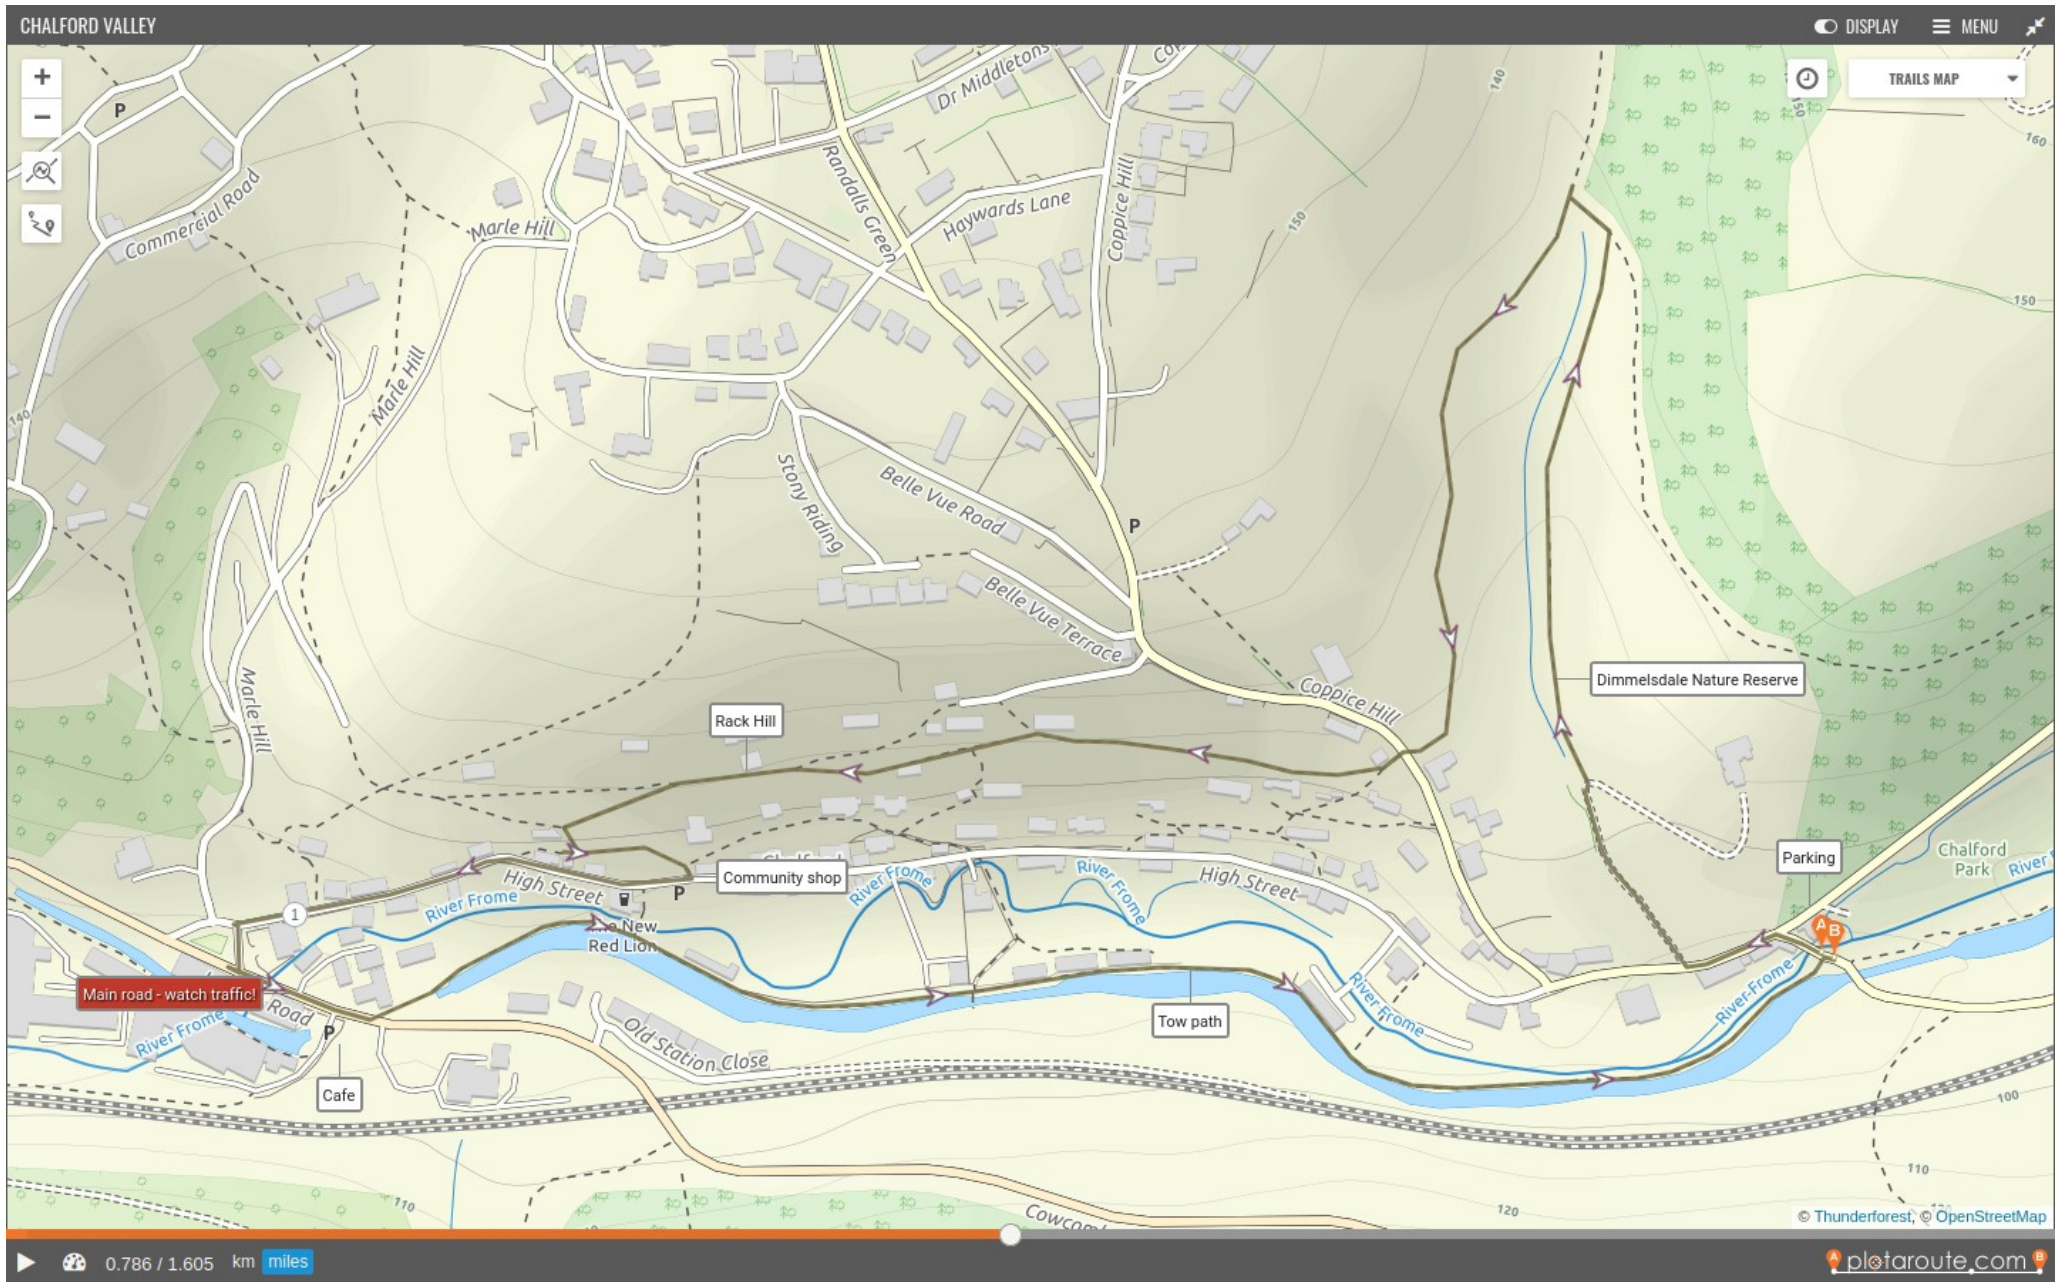 CHALFORD VALLEY
DISPLAY
MENU
+
−
TRAILS MAP
P
Commercial Road
Marle Hill
Marle Hill
Marle Hill
Dr Middletons
Randalls Green
Haywards Lane
Coppice Hill
140
150
150
160
150
140
Stony Riding
Belle Vue Road
P
Belle Vue Terrace
Coppice Hill
Dimmelsdale Nature Reserve
Rack Hill
Community shop
High Street
P
River Frome
River Frome
River Frome
High Street
Parking
Chalford
Park
River
A
B
1
New
Red Lion
Main road - watch traffic!
Road
P
River Frome
Cafe
Old Station Close
Tow path
River Frome
River Frome
100
110
110
120
Cowcom
© Thunderforest, © OpenStreetMap
0.786 / 1.605 km miles
A plotaroute.com B